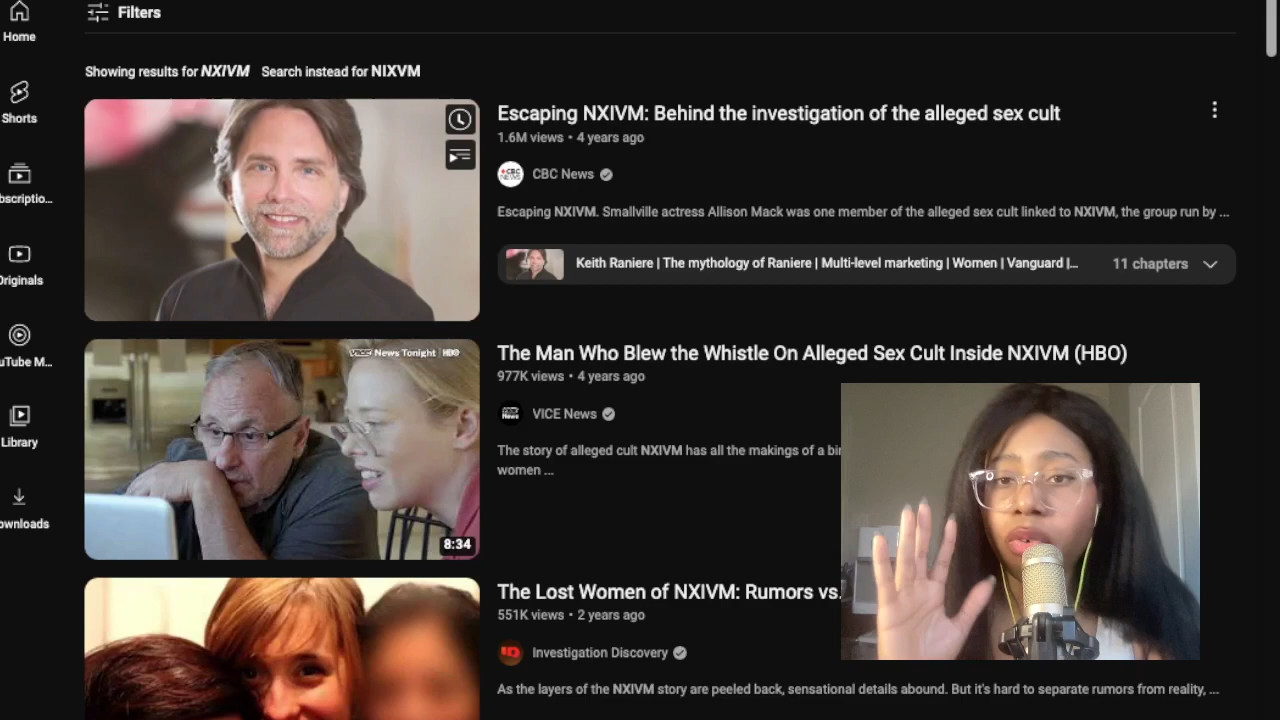 Home
Filters
Showing results for NXIVM Search instead for NIXVM
Shorts
bscriptio...
Originals
uTube M...
Library
ownloads
Escaping NXIVM: Behind the investigation of the alleged sex cult
1.6M views • 4 years ago
CBC NEWS
CBC News
Escaping NXIVM. Smallville actress Allison Mack was one member of the alleged sex cult linked to NXIVM, the group run by ...
Keith Raniere | The mythology of Raniere | Multi-level marketing | Women | Vanguard |... 11 chapters
VICE News Tonight | HBO
8:34
The Man Who Blew the Whistle On Alleged Sex Cult Inside NXIVM (HBO)
977K views • 4 years ago
VICE News
The story of alleged cult NXIVM has all the makings of a
women ...
The Lost Women of NXIVM: Rumors vs.
551K views • 2 years ago
ID
Investigation Discovery
As the layers of the NXIVM story are peeled back, sensational details abound. But it's hard to separate rumors from reality, ...